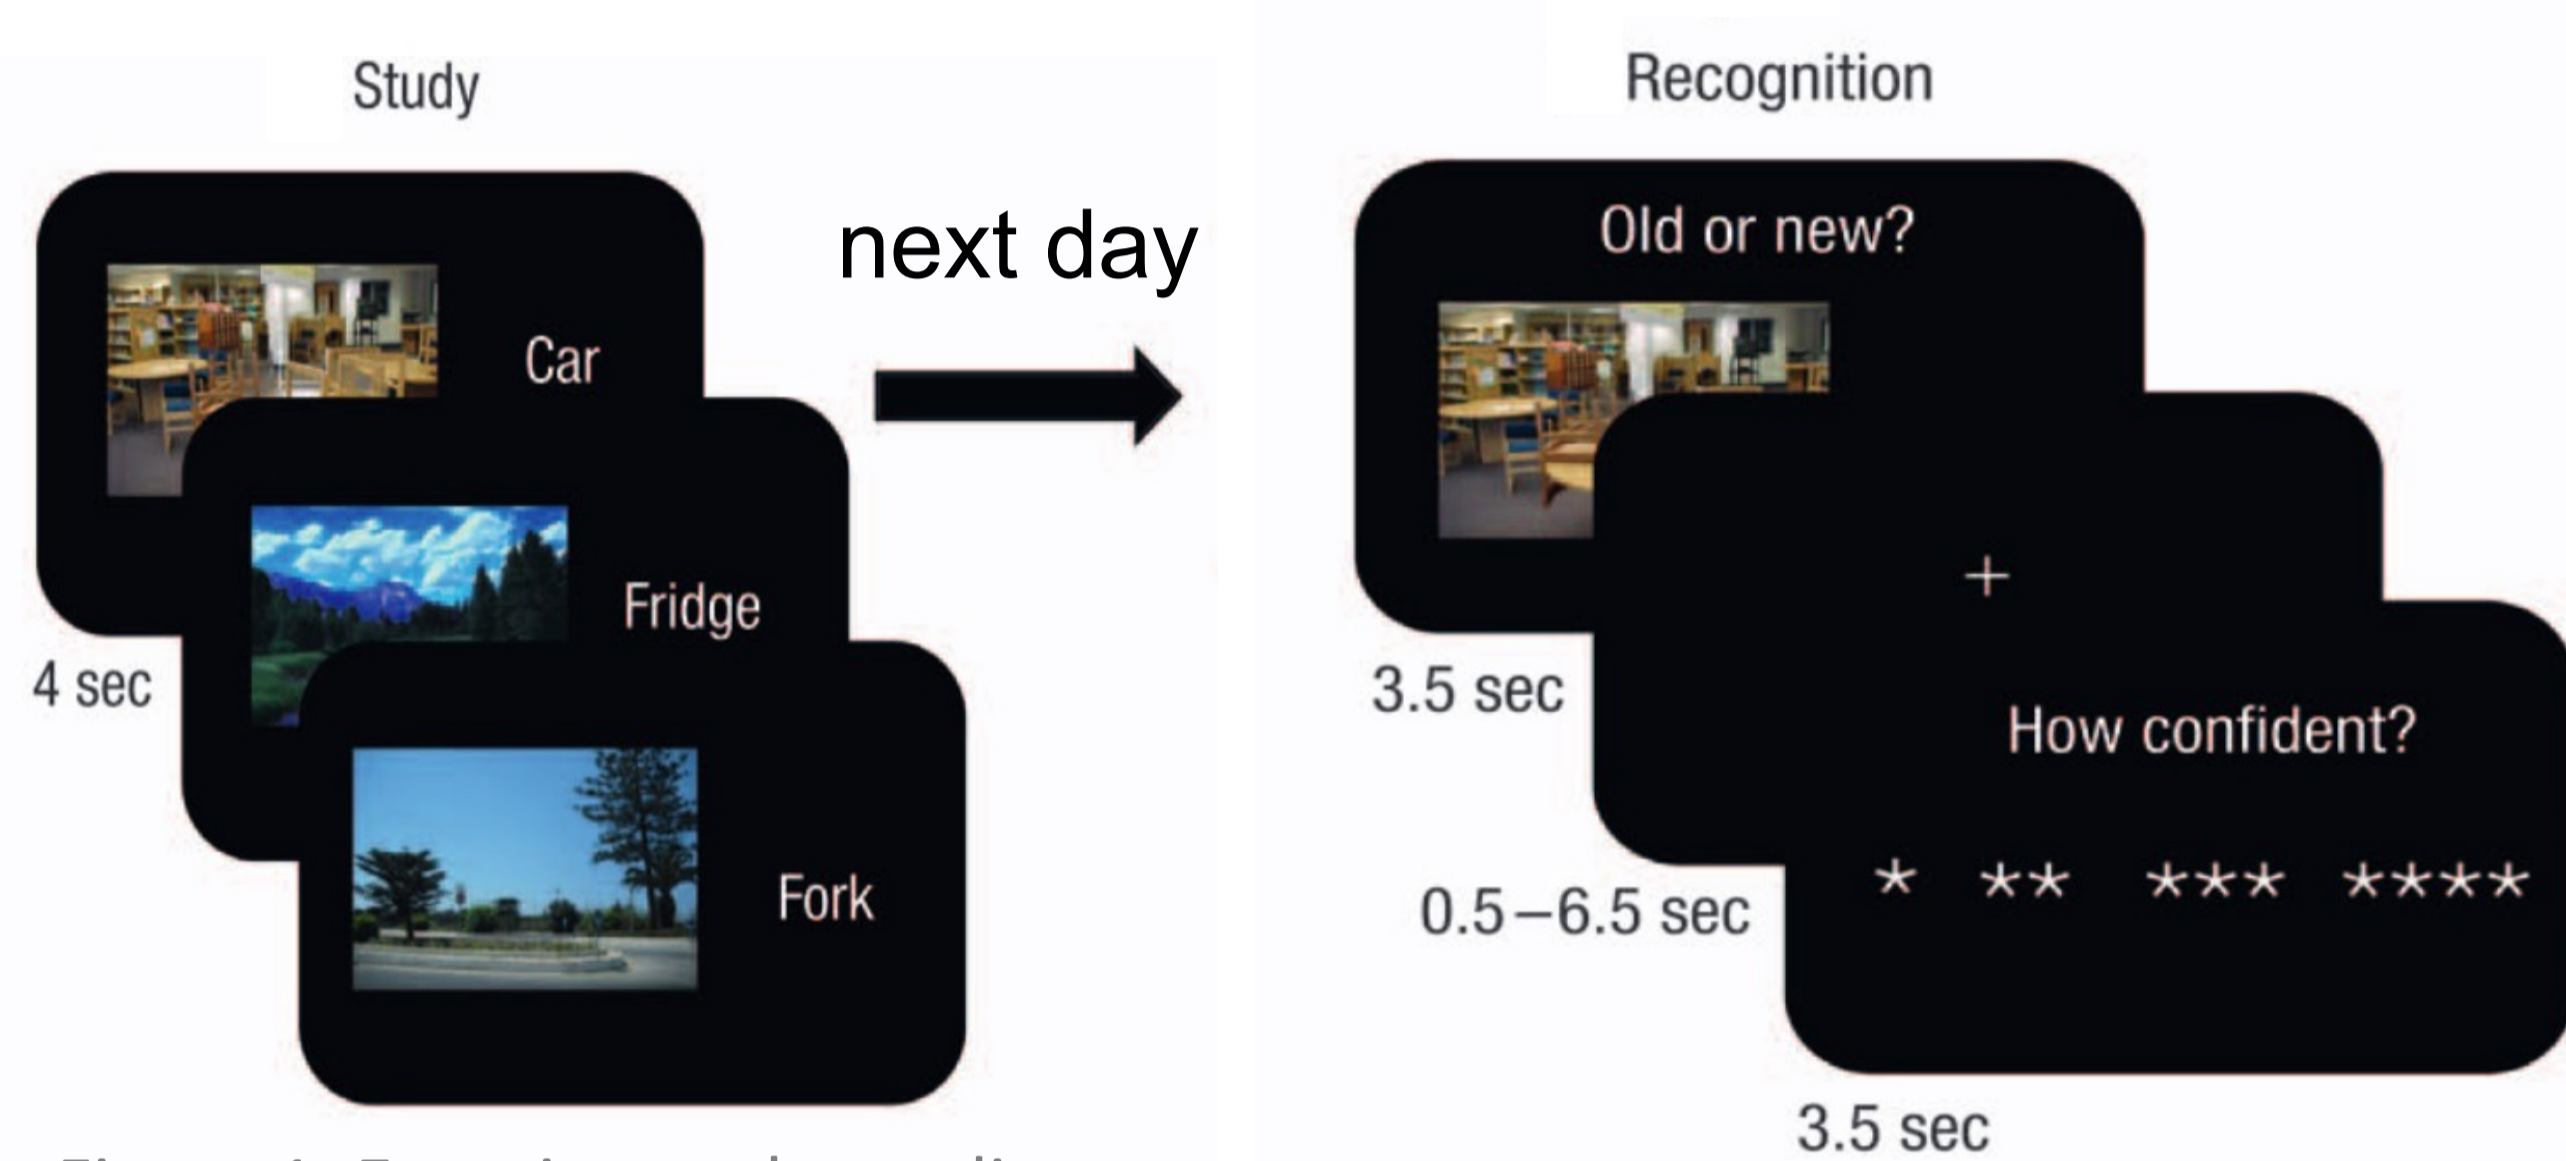 Study
Car
Fridge
Fork
4 sec
next day
Recognition
Old or new?
3.5 sec
+
0.5–6.5 sec
How confident?
* ** *** ****
3.5 sec